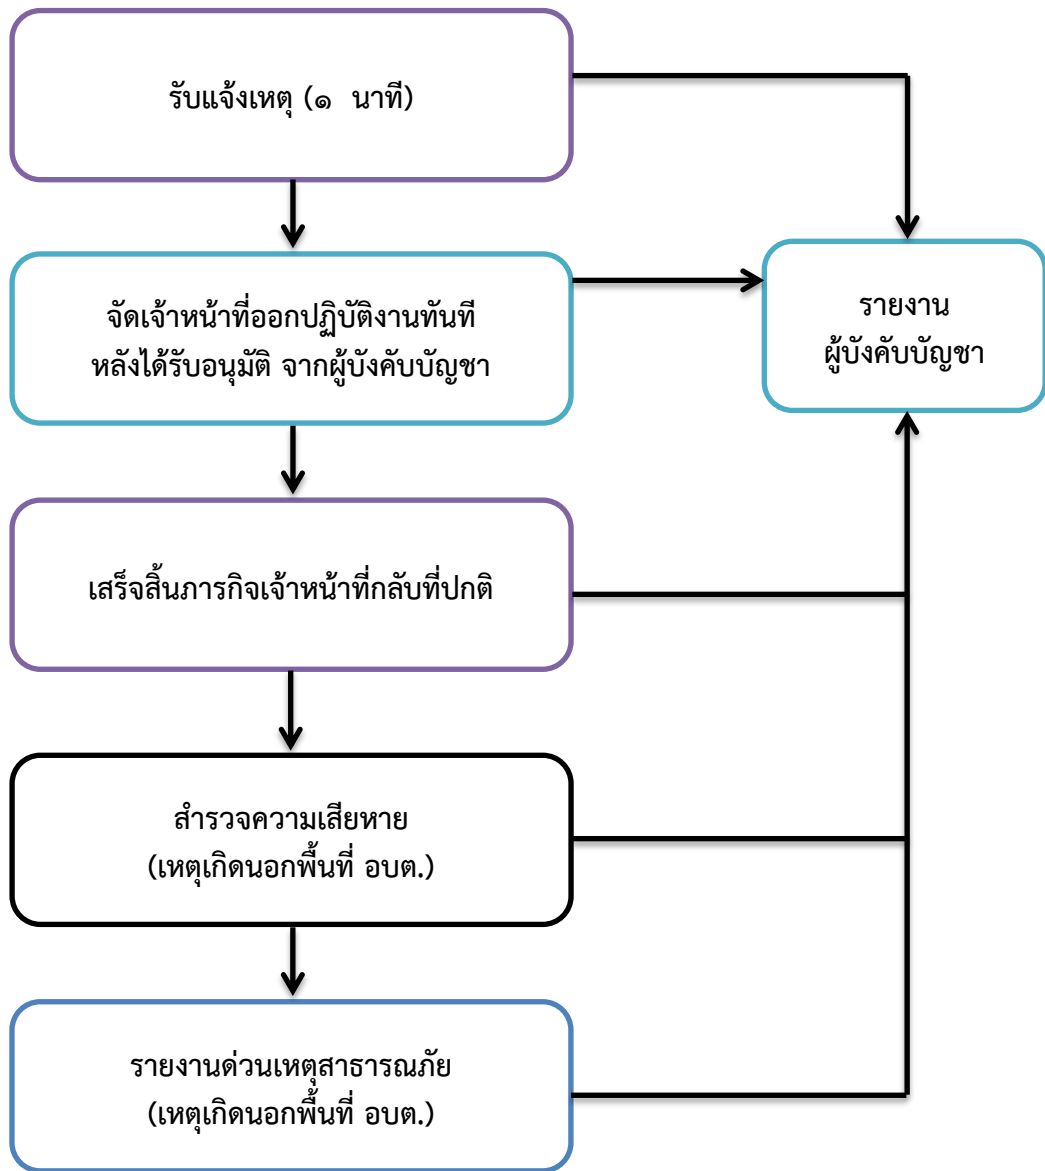 รับแจ้งเหตุ (๑ นาที)
จัดเจ้าหน้าที่ออกปฏิบัติงานทันที
หลังได้รับอนุมัติ จากผู้บังคับบัญชา
รายงาน
ผู้บังคับบัญชา
เสร็จสิ้นภารกิจเจ้าหน้าที่กลับที่ปกติ
สำรวจความเสียหาย
(เหตุเกิดนอกพื้นที่ อบต.)
รายงานด่วนเหตุสาธารณภัย
(เหตุเกิดนอกพื้นที่ อบต.)